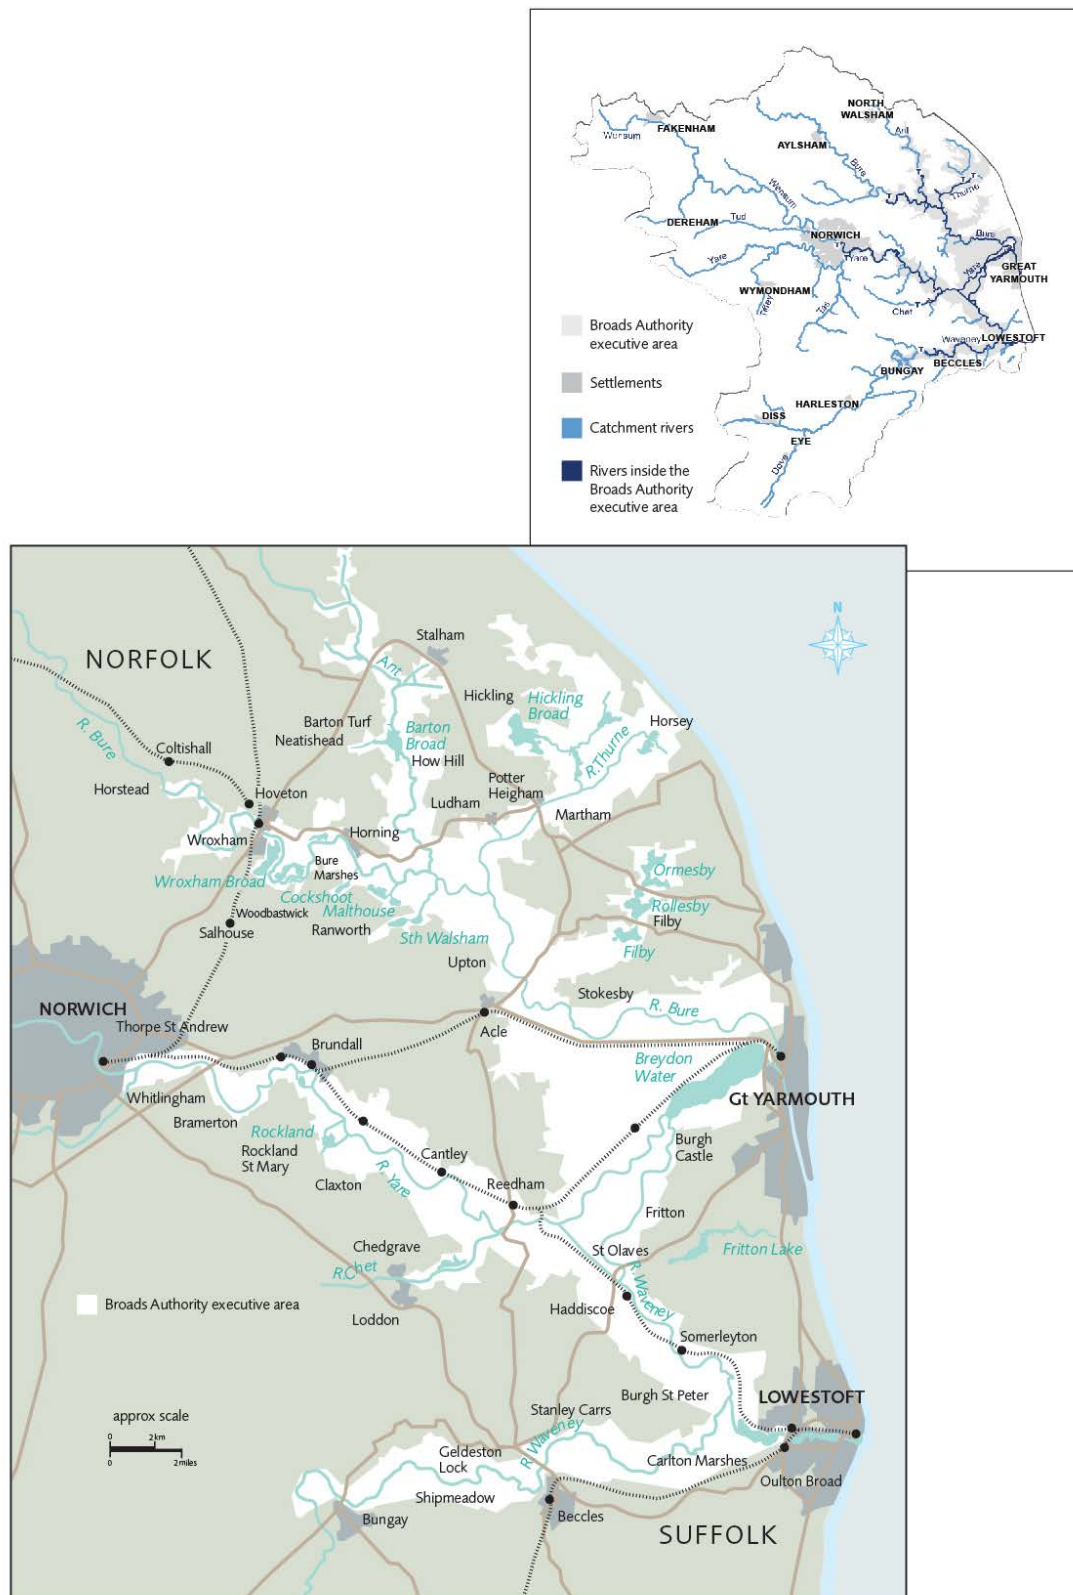 NORTH
WALSHAM
FAKENHAM
Wensum
Ant
AYLSHAM
Bure
Thurne
Wensum
DEREHAM
Tud
NORWICH
Bure
Yare
Yare
Yare
GREAT
YARMOUTH
WYMONDHAM
Tiffey
Tas
Chet
Broads Authority
executive area
Waveney
LOWESTOFT
BECCLES
BUNGAY
Settlements
HARLESTON
DISS
Catchment rivers
EYE
Dove
Rivers inside the
Broads Authority
executive area
N
NORFOLK
Stalham
Ant
Hickling
Hickling
Broad
Horsey
Barton Turf
Neatishead
Barton
Broad
How Hill
R. Bure
Coltishall
R.Thurne
Potter
Heigham
Horstead
Hoveton
Ludham
Martham
Wroxham
Horning
Bure
Marshes
Wroxham Broad
Cockshoot
Malthouse
Ranworth
Woodbastwick
Salhouse
Ormesby
Rollesby
Filby
Filby
Sth Walsham
Upton
Stokesby
R. Bure
NORWICH
Thorpe St Andrew
Acle
Brundall
Breydon
Water
Whitlingham
Gt YARMOUTH
Bramerton
Rockland
Rockland
St Mary
Burgh
Castle
Cantley
Claxton
R. Yare
Reedham
Fritton
Chedgrave
St Olaves
Fritton Lake
R.Chet
R.Waveney
Broads Authority executive area
Haddiscoe
Loddon
Somerleyton
Burgh St Peter
LOWESTOFT
Stanley Carrs
approx scale
0 2km
0 2miles
R. Waveney
Geldeston
Lock
Carlton Marshes
Oulton Broad
Shipmeadow
Bungay
Beccles
SUFFOLK